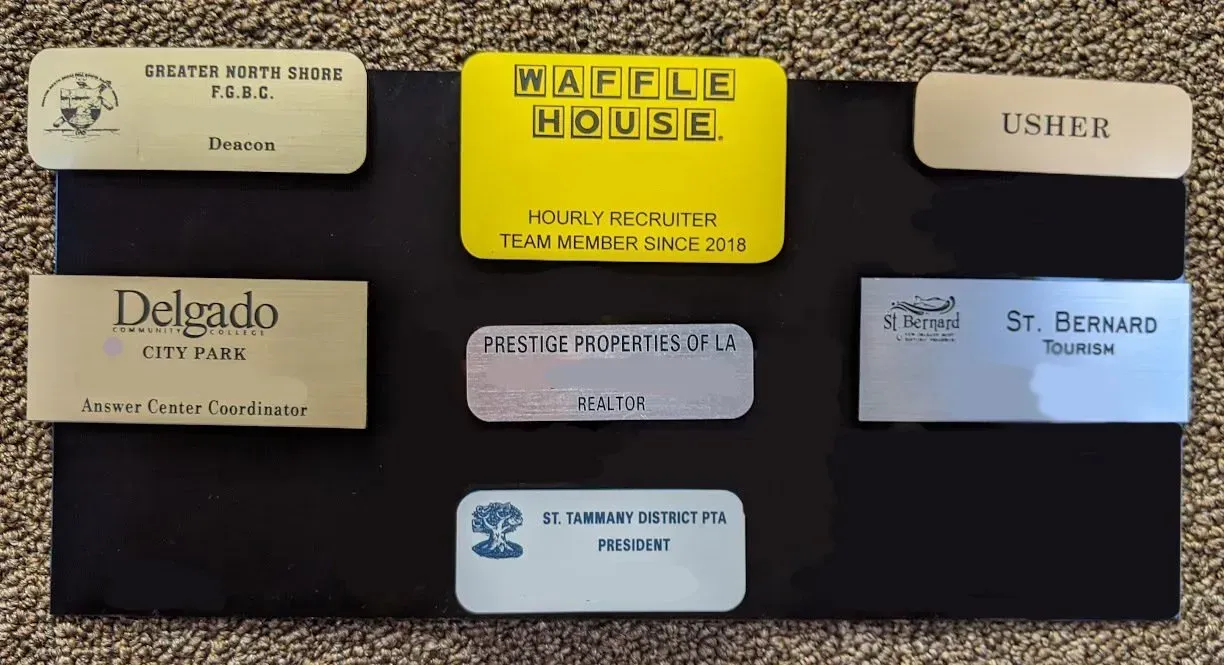 GREATER NORTH SHORE
F.G.B.C.
Deacon
WAFFLE
HOUSE
HOURLY RECRUITER
TEAM MEMBER SINCE 2018
USHER
Delgado
COMMUNITY COLLEGE
CITY PARK
Answer Center Coordinator
PRESTIGE PROPERTIES OF LA
REALTOR
St Bernard
ST. BERNARD
TOURISM
ST. TAMMANY DISTRICT PTA
PRESIDENT